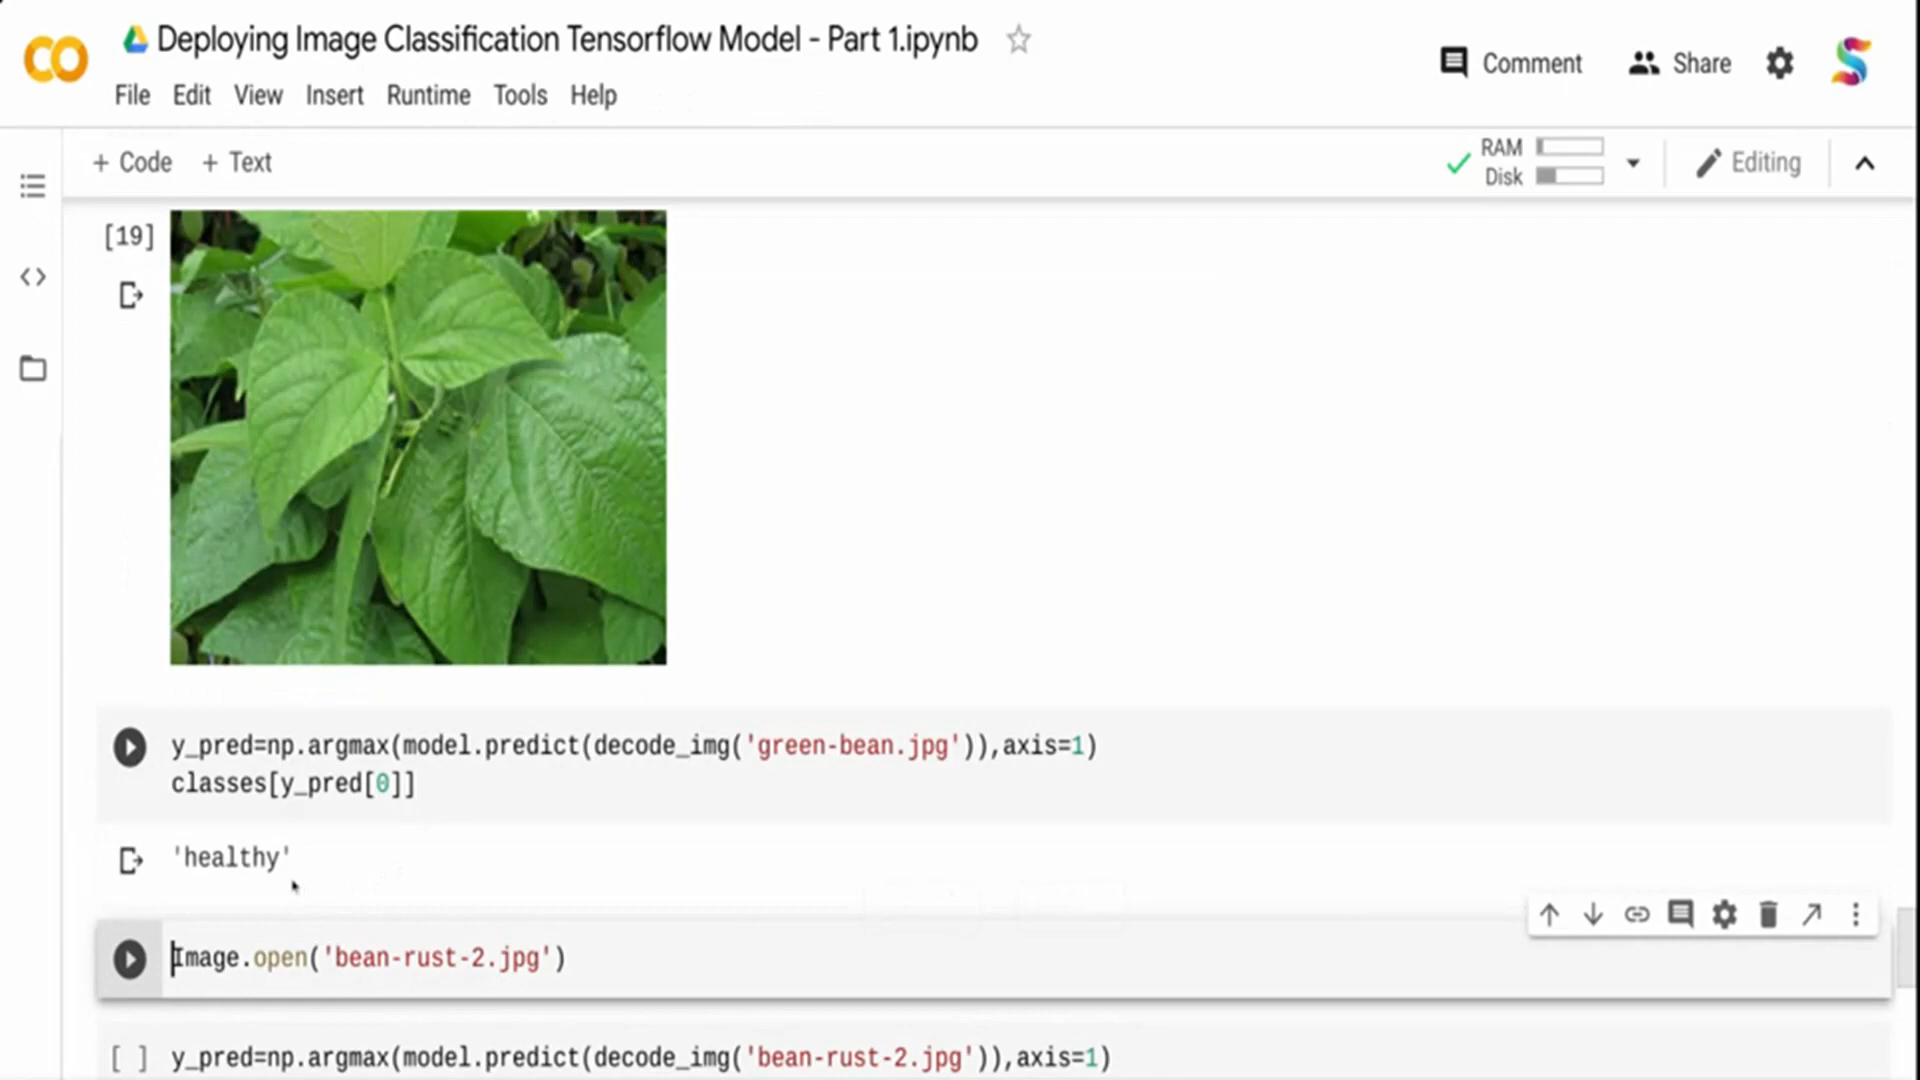 Deploying Image Classification Tensorflow Model - Part 1.ipynb
File Edit View Insert Runtime Tools Help
Comment Share
+ Code + Text
RAM
Disk
Editing
[19]
y_pred=np.argmax(model.predict(decode_img('green-bean.jpg')),axis=1)
classes[y_pred[0]]
'healthy'
Image.open('bean-rust-2.jpg')
[ ] y_pred=np.argmax(model.predict(decode_img('bean-rust-2.jpg')),axis=1)